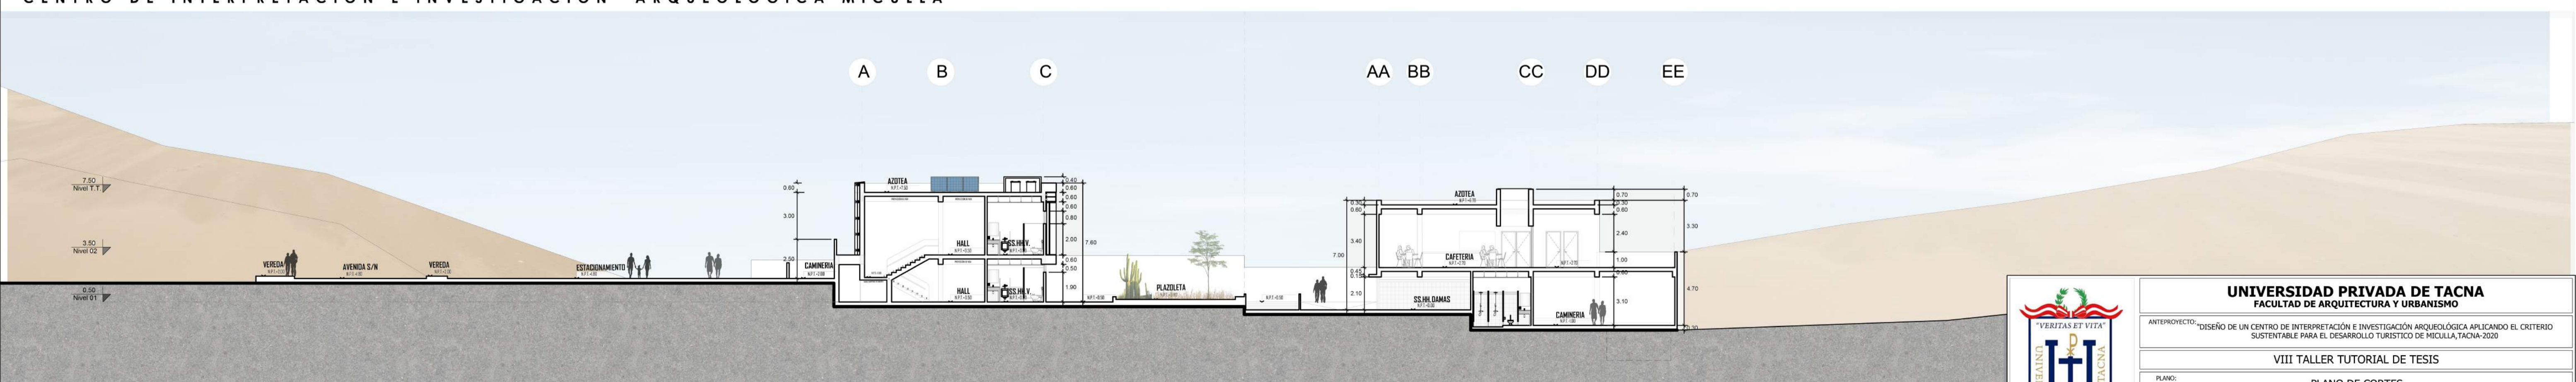 CENTRO DE INTERPRETACIÓN E INVESTIGACIÓN ARQUEOLÓGICA MICULLA
A B C AA BB CC DD EE
7.50
Nivel T.T.
3.50
Nivel 02
0.50
Nivel 01
VEREDA
AVENIDA S/N
VEREDA
ESTACIONAMIENTO
CAMINERIA
0.60
3.00
2.50
AZOTEA
HALL
SS.HH.V.
HALL
SS.HH.V.
0.40
0.60
0.60
0.60
0.80
2.00
0.60
0.50
1.90
7.60
PLAZOLETA
7.00
0.30
0.60
3.40
0.45
0.15
2.10
AZOTEA
CAFETERIA
SS.HH.DAMAS
CAMINERIA
0.70
0.30
0.60
2.40
1.00
0.60
3.10
0.70
3.30
4.70
0.30
"VERITAS ET VITA"
UNIVERSIDAD PRIVADA DE TACNA
FACULTAD DE ARQUITECTURA Y URBANISMO
ANTEPROYECTO: "DISEÑO DE UN CENTRO DE INTERPRETACIÓN E INVESTIGACIÓN ARQUEOLÓGICA APLICANDO EL CRITERIO
SUSTENTABLE PARA EL DESARROLLO TURISTICO DE MICULLA,TACNA-2020
VIII TALLER TUTORIAL DE TESIS
PLANO:
PLANO DE CORTES